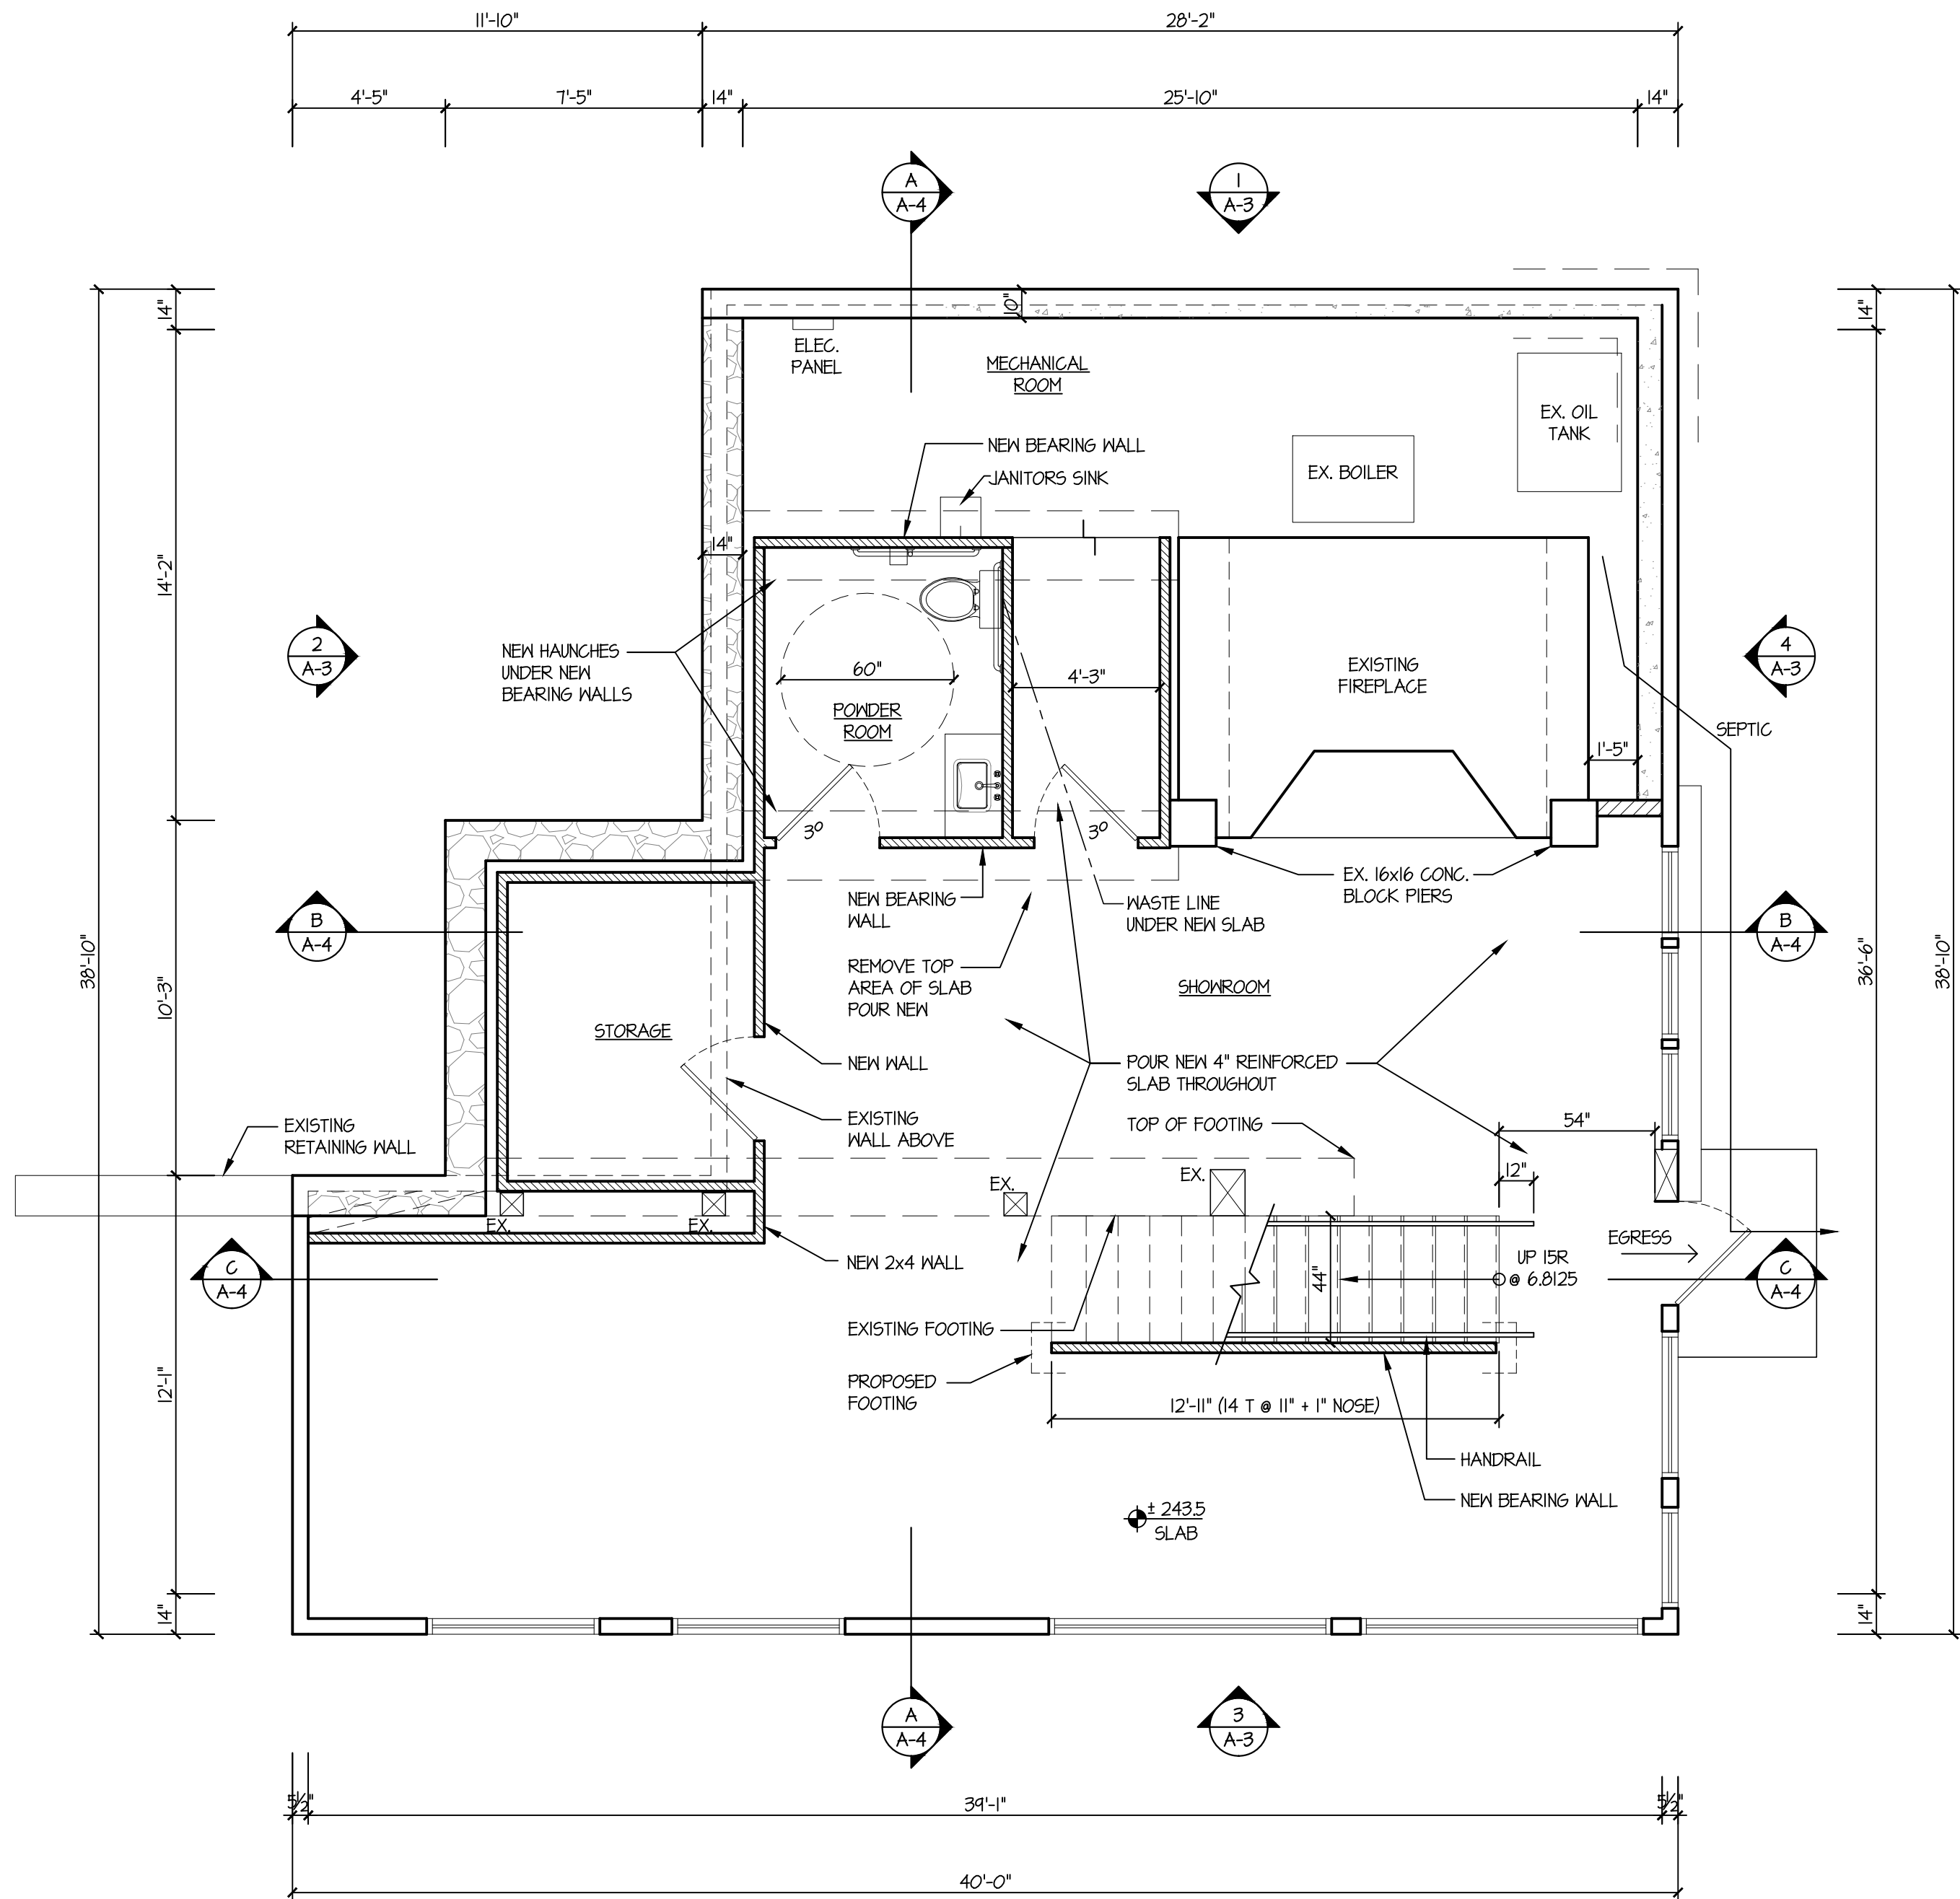 11'-10"
28'-2"
4'-5"
7'-5"
14"
25'-10"
14"
A
A-4
1
A-3
14"
10"
14"
ELEC.
PANEL
MECHANICAL
ROOM
EX. OIL
TANK
NEW BEARING WALL
JANITORS SINK
EX. BOILER
14"
14'-2"
2
A-3
NEW HAUNCHES
UNDER NEW
BEARING WALLS
60"
POWDER
ROOM
4'-3"
EXISTING
FIREPLACE
4
A-3
SEPTIC
1'-5"
3⁰
3⁰
EX. 16x16 CONC.
BLOCK PIERS
NEW BEARING
WALL
WASTE LINE
UNDER NEW SLAB
B
A-4
B
A-4
38'-10"
10'-3"
36'-6"
38'-10"
REMOVE TOP
AREA OF SLAB
POUR NEW
SHOWROOM
STORAGE
NEW WALL
POUR NEW 4" REINFORCED
SLAB THROUGHOUT
EXISTING
WALL ABOVE
TOP OF FOOTING
54"
EXISTING
RETAINING WALL
12"
EX.
EX.
EX.
EX.
NEW 2x4 WALL
44"
UP 15R
@ 6.8125
EGRESS
C
A-4
C
A-4
EXISTING FOOTING
PROPOSED
FOOTING
12'-11" (14 T @ 11" + 1" NOSE)
12'-1"
HANDRAIL
NEW BEARING WALL
± 243.5
SLAB
14"
14"
A
A-4
3
A-3
5½"
39'-1"
5½"
40'-0"